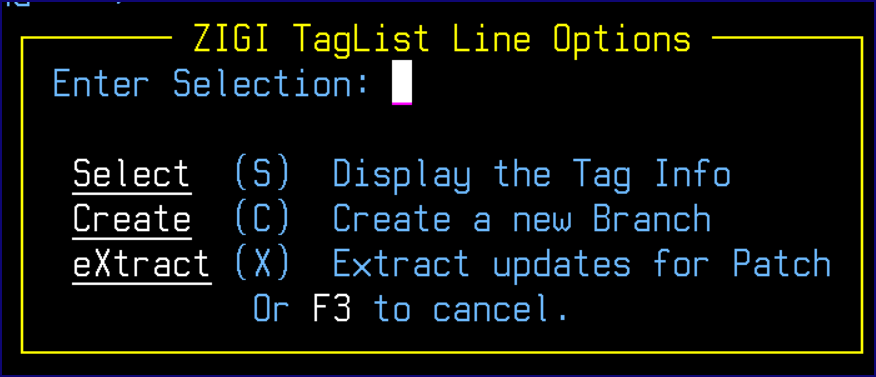 ZIGI TagList Line Options
Enter Selection:
Select (S) Display the Tag Info
Create (C) Create a new Branch
eXtract (X) Extract updates for Patch
Or F3 to cancel.